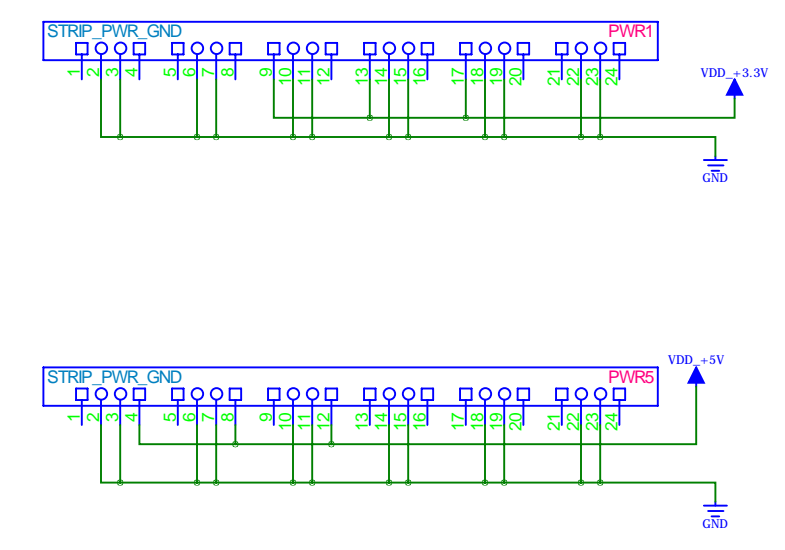 STRIP_PWR_GND PWR1
1 2 3 4 5 6 7 8 9 10 11 12 13 14 15 16 17 18 19 20 21 22 23 24
VDD_+3.3V
GND
VDD_+5V
STRIP_PWR_GND PWR5
1 2 3 4 5 6 7 8 9 10 11 12 13 14 15 16 17 18 19 20 21 22 23 24
GND